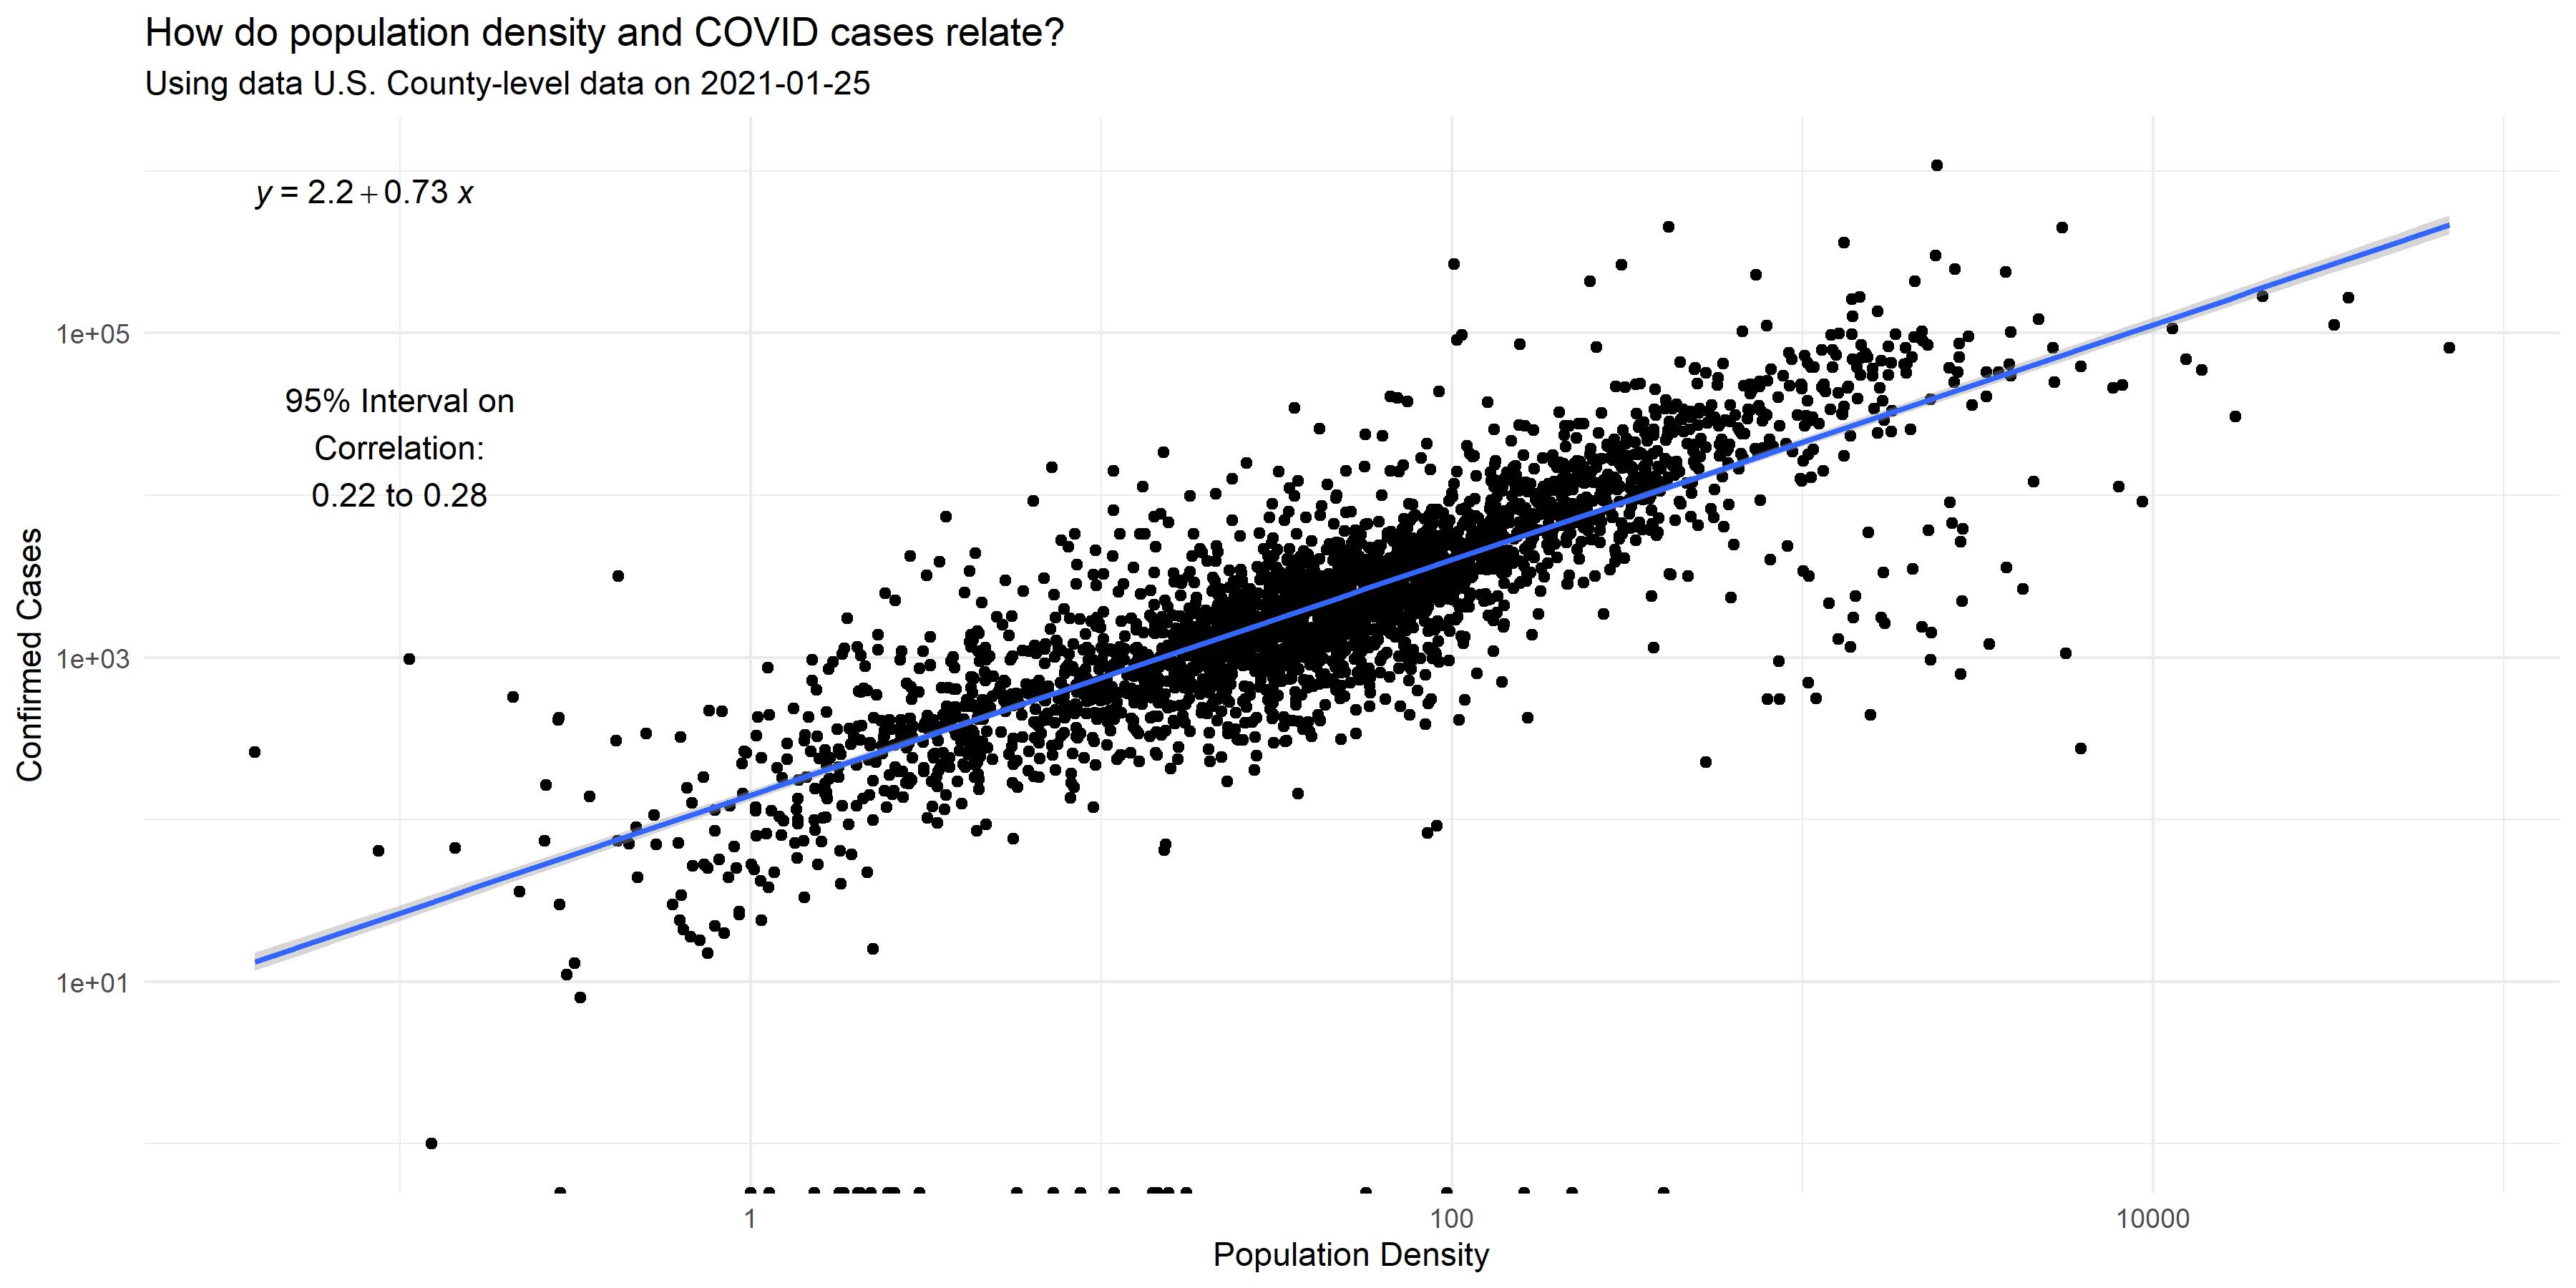 How do population density and COVID cases relate?
Using data U.S. County-level data on 2021-01-25
y = 2.2 + 0.73 x
1e+05
95% Interval on
Correlation:
0.22 to 0.28
Confirmed Cases
1e+03
1e+01
1
100
10000
Population Density